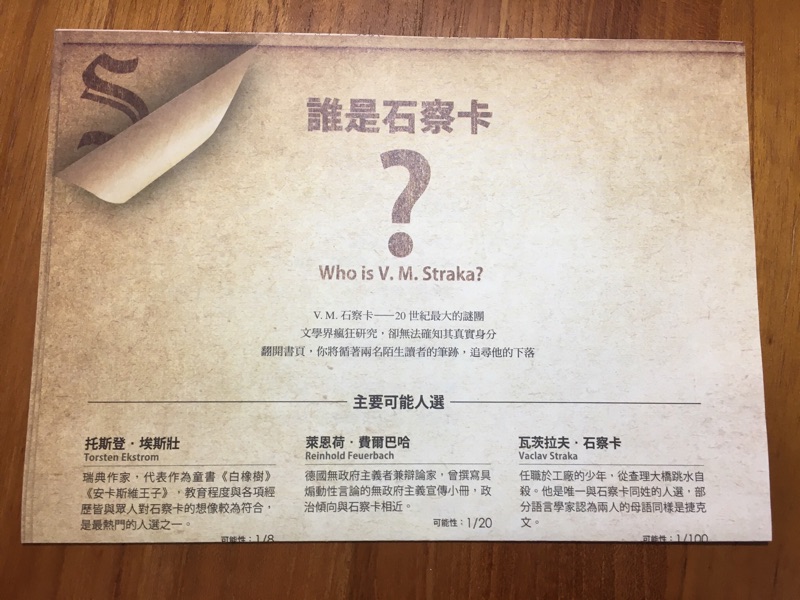 S
誰是石察卡
?
Who is V. M. Straka?
V. M. 石察卡——20 世紀最大的謎團
文學界瘋狂研究，卻無法確知其真實身分
翻開書頁，你將循著兩名陌生讀者的筆跡，追尋他的下落
主要可能人選
托斯登·埃斯壯
Torsten Ekstrom
瑞典作家，代表作為童書《白橡樹》
《安卡斯維王子》，教育程度與各項經
歷皆與眾人對石察卡的想像較為符合，
是最熱門的人選之一。
可能性：1/8
萊恩荷·費爾巴哈
Reinhold Feuerbach
德國無政府主義者兼辯論家，曾撰寫具
煽動性言論的無政府主義宣傳小冊，政
治傾向與石察卡相近。
可能性：1/20
瓦茨拉夫·石察卡
Vaclav Straka
任職於工廠的少年，從查理大橋跳水自
殺。他是唯一與石察卡同姓的人選，部
分語言學家認為兩人的母語同樣是捷克
文。
可能性：1/100